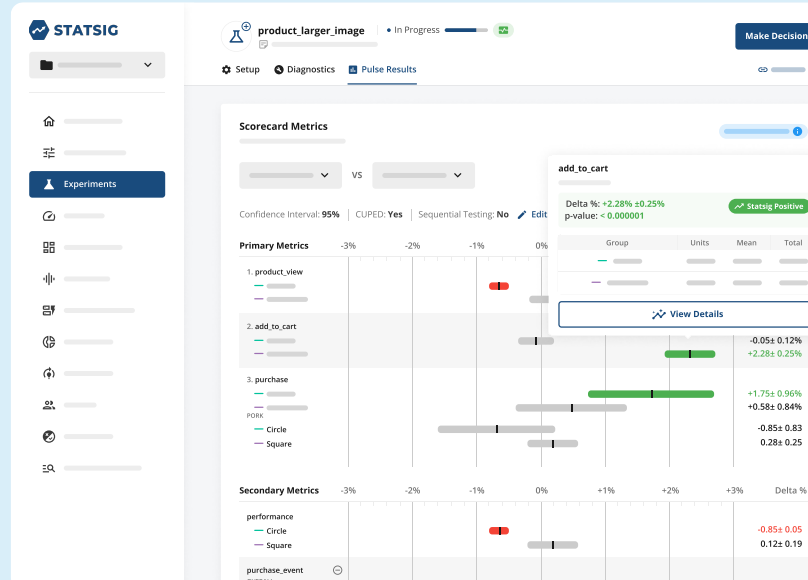 STATSIG
product_larger_image
In Progress
Make Decision
Setup
Diagnostics
Pulse Results
Experiments
Scorecard Metrics
VS
Confidence Interval: 95%
CUPED: Yes
Sequential Testing: No
Edit
add_to_cart
Delta %: +2.28% ±0.25%
p-value: < 0.000001
Statsig Positive
Group Units Mean Total
View Details
Primary Metrics -3% -2% -1% 0%
1. product_view
2. add_to_cart
-0.05± 0.12%
+2.28± 0.25%
3. purchase
+1.75± 0.96%
+0.58± 0.84%
PORK
Circle -0.85± 0.83
Square 0.28± 0.25
Secondary Metrics -3% -2% -1% 0% +1% +2% +3% Delta %
performance
Circle -0.85± 0.05
Square 0.12± 0.19
purchase_event